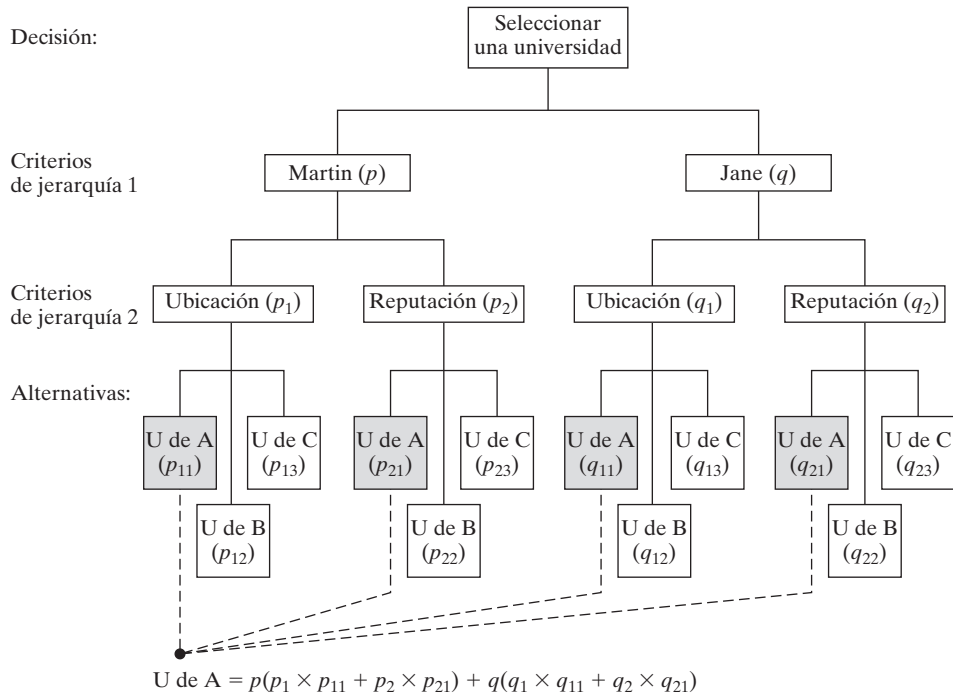 Decisión:
Seleccionar
una universidad
Criterios
de jerarquía 1
Martin (p)
Jane (q)
Criterios
de jerarquía 2
Ubicación (p₁)
Reputación (p₂)
Ubicación (q₁)
Reputación (q₂)
Alternativas:
U de A
(p₁₁)
U de C
(p₁₃)
U de A
(p₂₁)
U de C
(p₂₃)
U de A
(q₁₁)
U de C
(q₁₃)
U de A
(q₂₁)
U de C
(q₂₃)
U de B
(p₁₂)
U de B
(p₂₂)
U de B
(q₁₂)
U de B
(q₂₂)
U de A = p(p₁ × p₁₁ + p₂ × p₂₁) + q(q₁ × q₁₁ + q₂ × q₂₁)